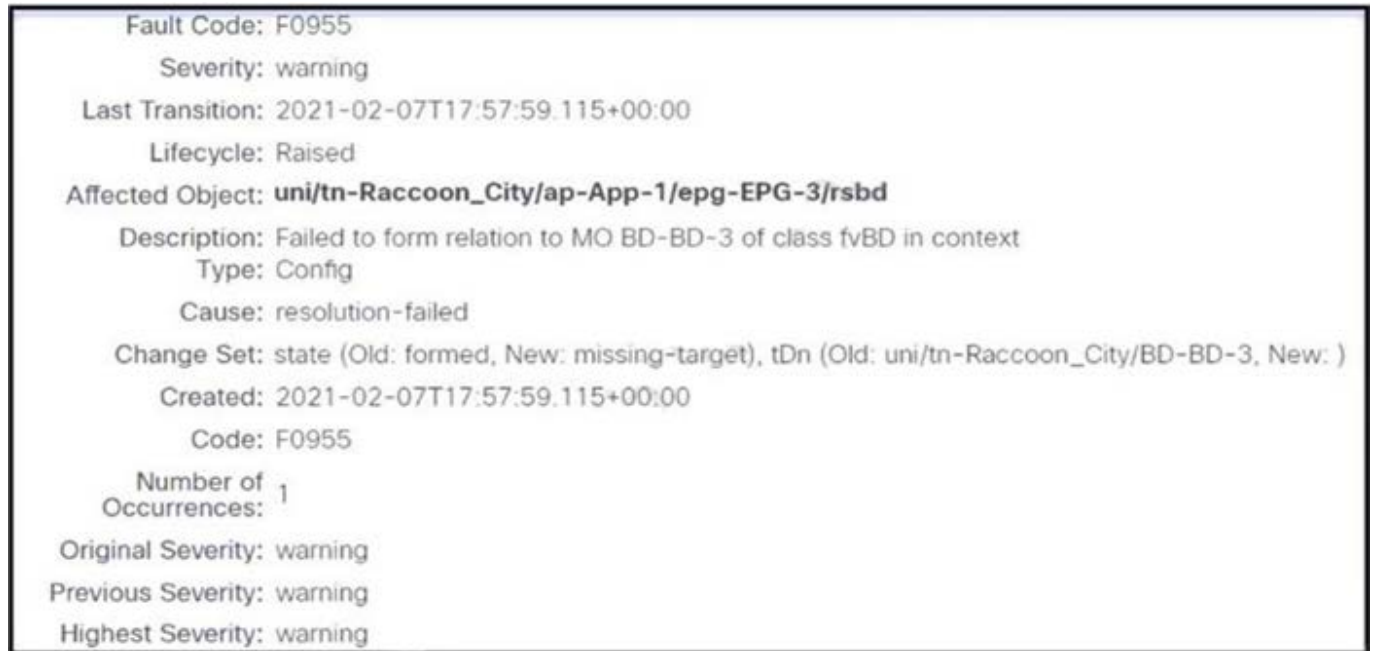 Fault Code: F0955
Severity: warning
Last Transition: 2021-02-07T17:57:59.115+00:00
Lifecycle: Raised
Affected Object: uni/tn-Raccoon_City/ap-App-1/epg-EPG-3/rsbd
Description: Failed to form relation to MO BD-BD-3 of class fvBD in context
Type: Config
Cause: resolution-failed
Change Set: state (Old: formed, New: missing-target), tDn (Old: uni/tn-Raccoon_City/BD-BD-3, New: )
Created: 2021-02-07T17:57:59.115+00:00
Code: F0955
Number of
Occurrences: 1
Original Severity: warning
Previous Severity: warning
Highest Severity: warning